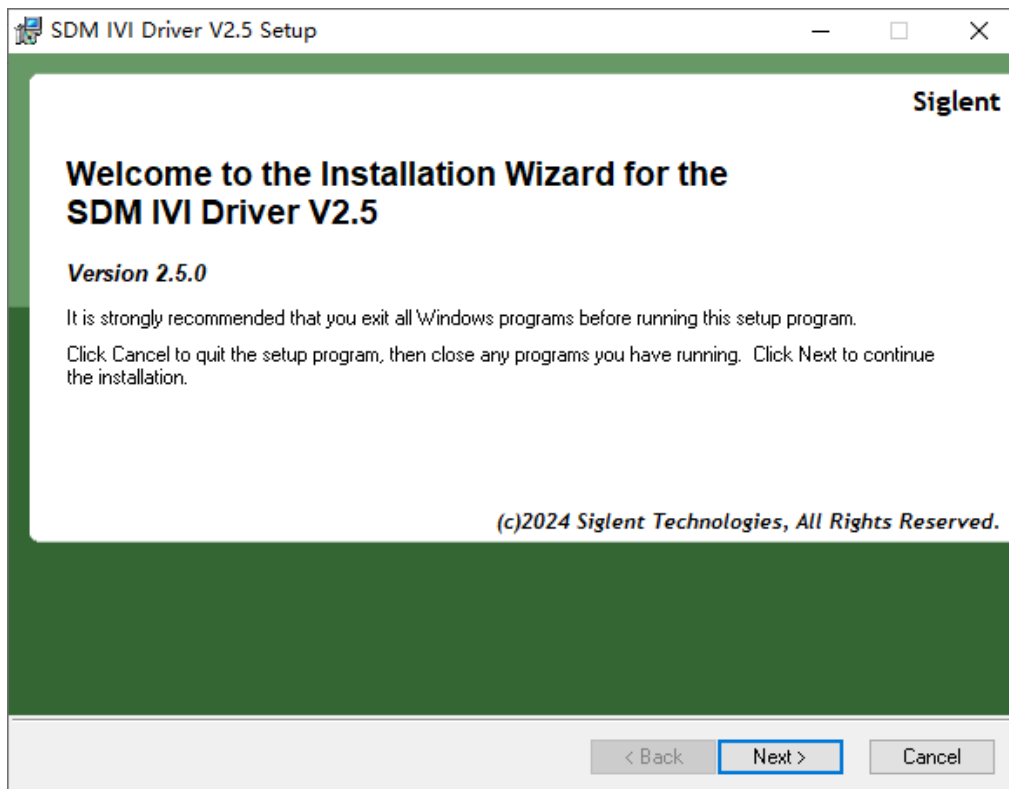 SDM IVI Driver V2.5 Setup
Siglent
Welcome to the Installation Wizard for the
SDM IVI Driver V2.5
Version 2.5.0
It is strongly recommended that you exit all Windows programs before running this setup program.
Click Cancel to quit the setup program, then close any programs you have running.  Click Next to continue
the installation.
(c)2024 Siglent Technologies, All Rights Reserved.
< Back
Next >
Cancel